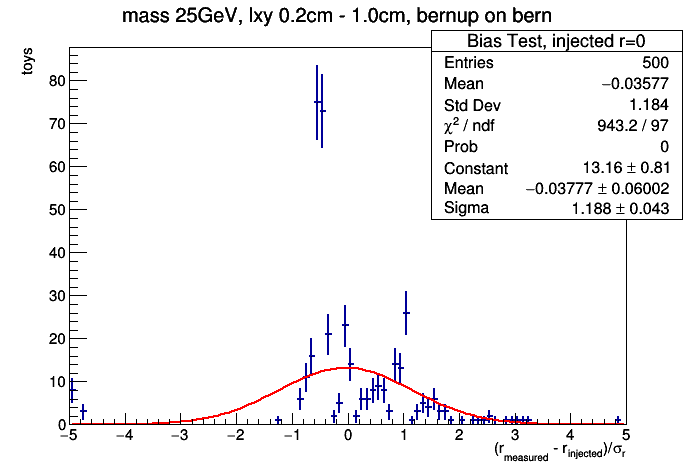 mass 25GeV, lxy 0.2cm - 1.0cm, bernup on bern
Bias Test, injected r=0
Entries 500
Mean −0.03577
Std Dev 1.184
χ² / ndf 943.2 / 97
Prob 0
Constant 13.16 ± 0.81
Mean −0.03777 ± 0.06002
Sigma 1.188 ± 0.043
toys
80
70
60
50
40
30
20
10
0
−5 −4 −3 −2 −1 0 1 2 3 4 5
(r_measured - r_injected)/σ_r